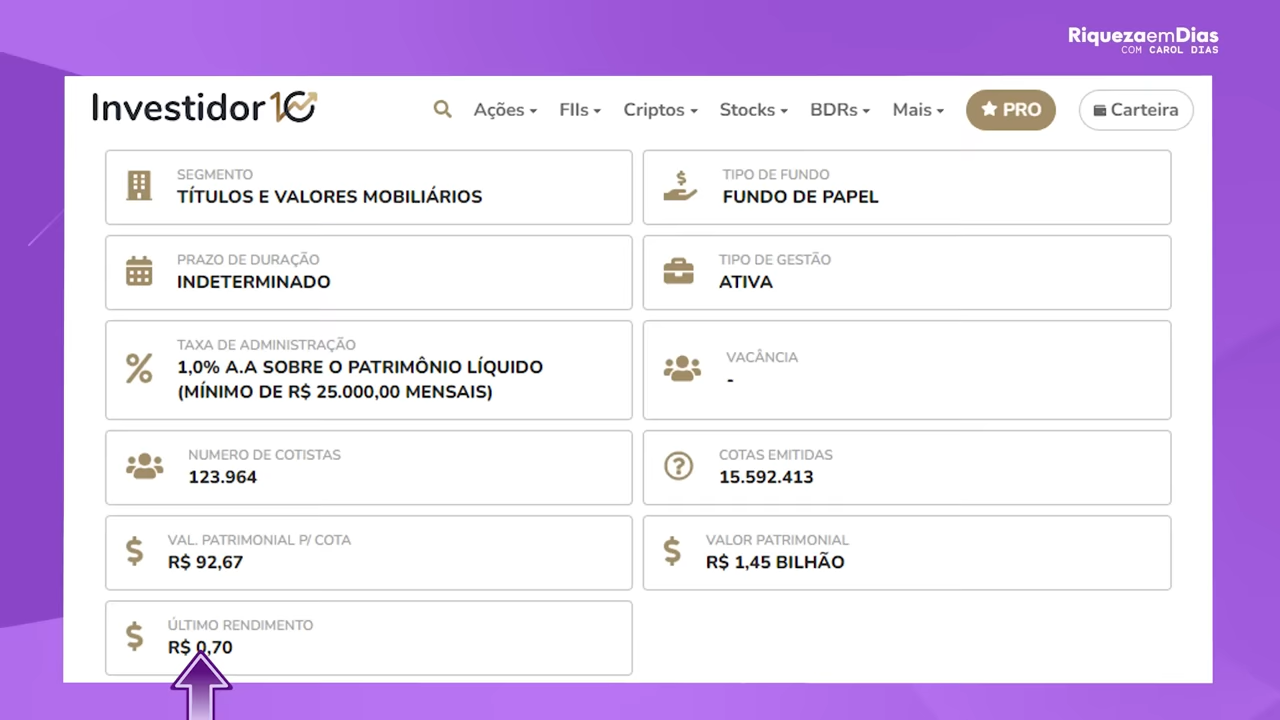 RiquezaemDias
COM CAROL DIAS
Investidor10
Ações
FIIs
Criptos
Stocks
BDRs
Mais
PRO
Carteira
SEGMENTO
TÍTULOS E VALORES MOBILIÁRIOS
TIPO DE FUNDO
FUNDO DE PAPEL
PRAZO DE DURAÇÃO
INDETERMINADO
TIPO DE GESTÃO
ATIVA
TAXA DE ADMINISTRAÇÃO
1,0% A.A SOBRE O PATRIMÔNIO LÍQUIDO
(MÍNIMO DE R$ 25.000,00 MENSAIS)
VACÂNCIA
-
NUMERO DE COTISTAS
123.964
COTAS EMITIDAS
15.592.413
VAL. PATRIMONIAL P/ COTA
R$ 92,67
VALOR PATRIMONIAL
R$ 1,45 BILHÃO
ÚLTIMO RENDIMENTO
R$ 0,70